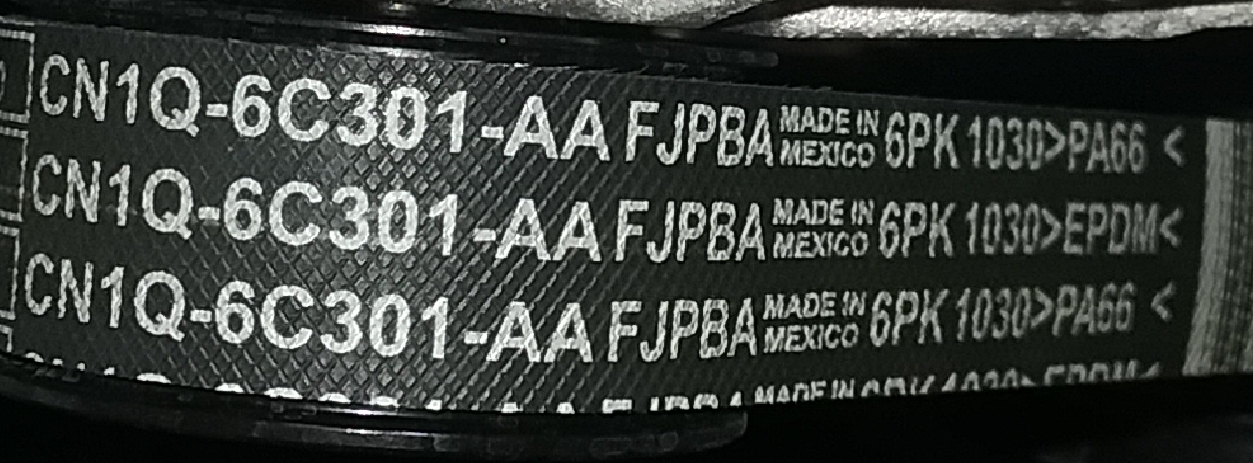 CN1Q-6C301-AA FJPBA MADE IN MEXICO 6PK 1030>PA66 <
CN1Q-6C301-AA FJPBA MADE IN MEXICO 6PK 1030>EPDM<
CN1Q-6C301-AA FJPBA MADE IN MEXICO 6PK 1030>PA66 <